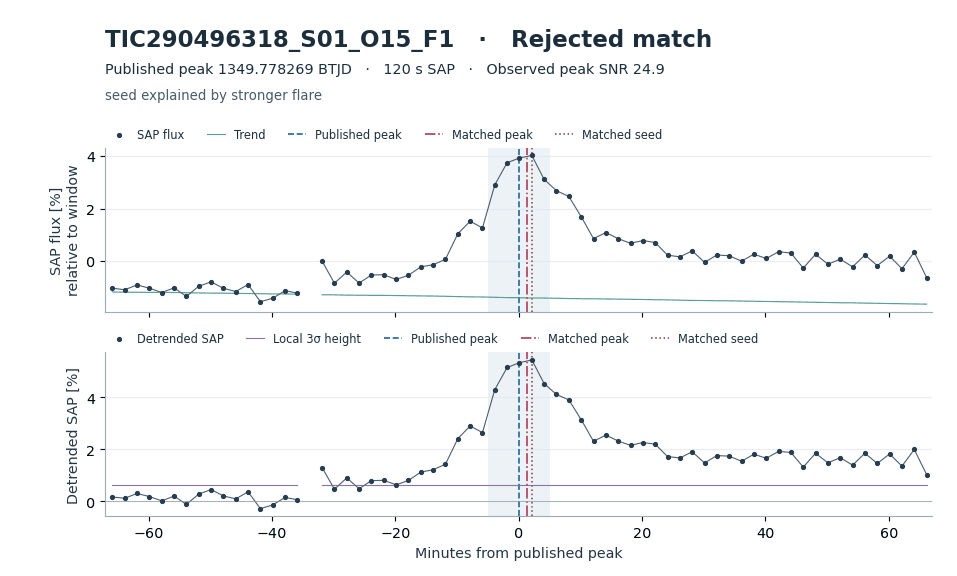 TIC290496318_S01_O15_F1 · Rejected match
Published peak 1349.778269 BTJD · 120 s SAP · Observed peak SNR 24.9
seed explained by stronger flare
SAP flux Trend Published peak Matched peak Matched seed
SAP flux [%]
relative to window
4
2
0
Detrended SAP Local 3σ height Published peak Matched peak Matched seed
Detrended SAP [%]
4
2
0
−60 −40 −20 0 20 40 60
Minutes from published peak